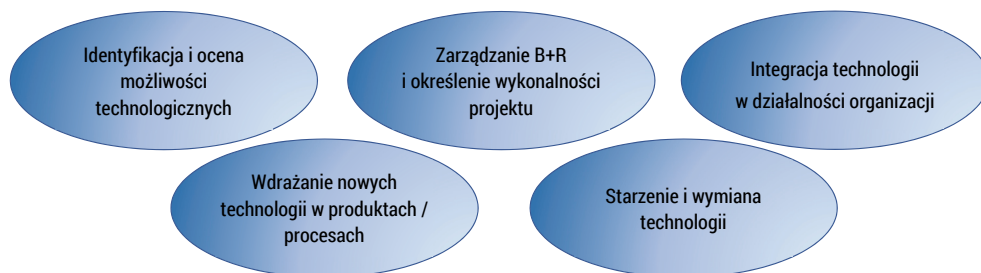 Identyfikacja i ocena
możliwości
technologicznych
Zarządzanie B+R
i określenie wykonalności
projektu
Integracja technologii
w działalności organizacji
Wdrażanie nowych
technologii w produktach /
procesach
Starzenie i wymiana
technologii